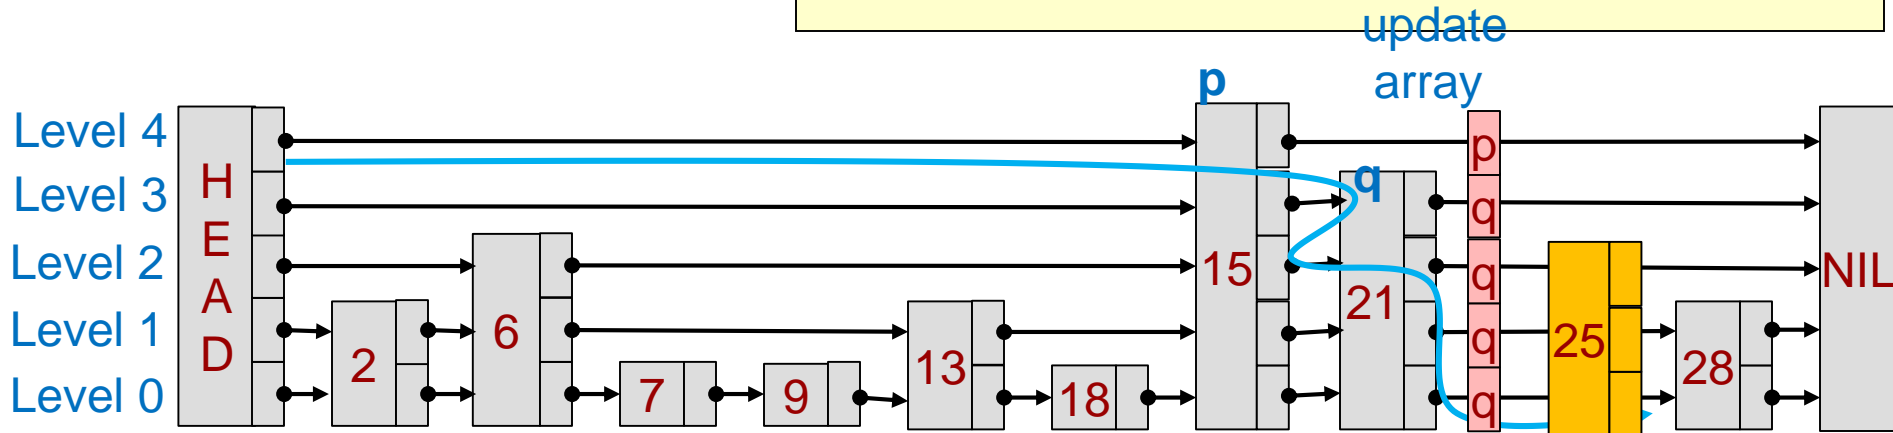 update
array
p
Level 4
Level 3
Level 2
Level 1
Level 0
H
E
A
D
2
6
7
9
13
18
15
q
21
p
q
q
q
q
25
28
NIL